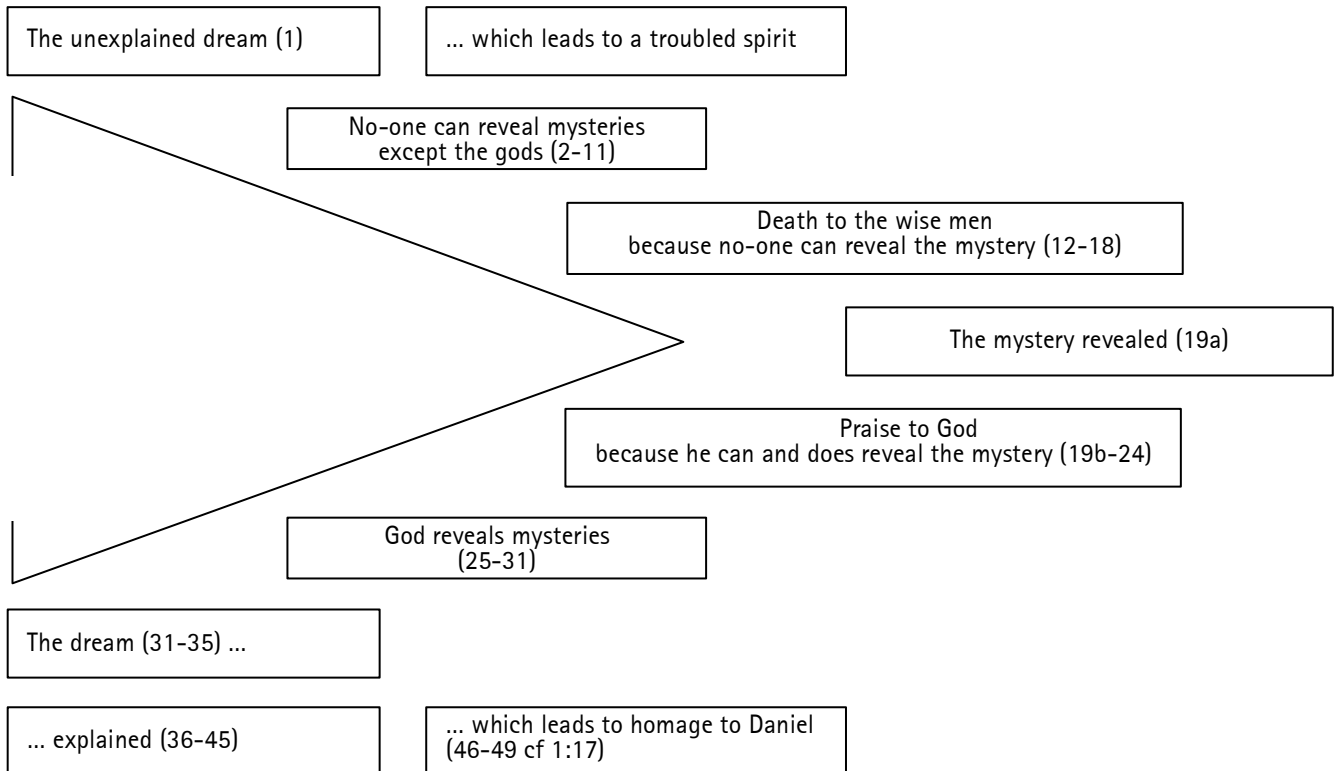 The unexplained dream (1)
... which leads to a troubled spirit
No-one can reveal mysteries
except the gods (2-11)
Death to the wise men
because no-one can reveal the mystery (12-18)
The mystery revealed (19a)
Praise to God
because he can and does reveal the mystery (19b-24)
God reveals mysteries
(25-31)
The dream (31-35) ...
... explained (36-45)
... which leads to homage to Daniel
(46-49 cf 1:17)